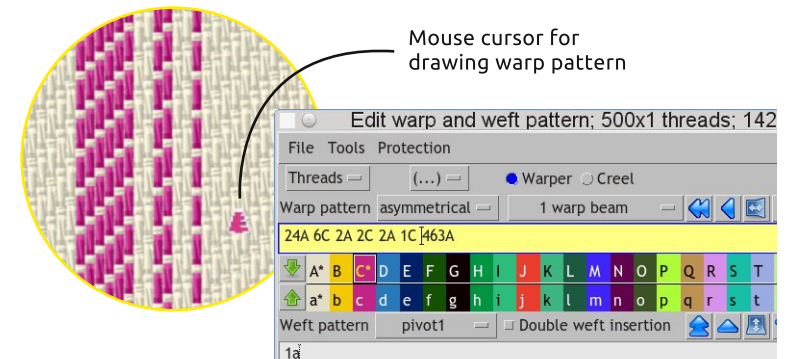 Mouse cursor for
drawing warp pattern
Edit warp and weft pattern; 500x1 threads; 142
File Tools Protection
Threads (...) Warper Creel
Warp pattern asymmetrical 1 warp beam
24A 6C 2A 2C 2A 1C 463A
A* B C* D E F G H I J K L M N O P Q R S T
a* b c d e f g h i j k l m n o p q r s t
Weft pattern pivot1 Double weft insertion
1a